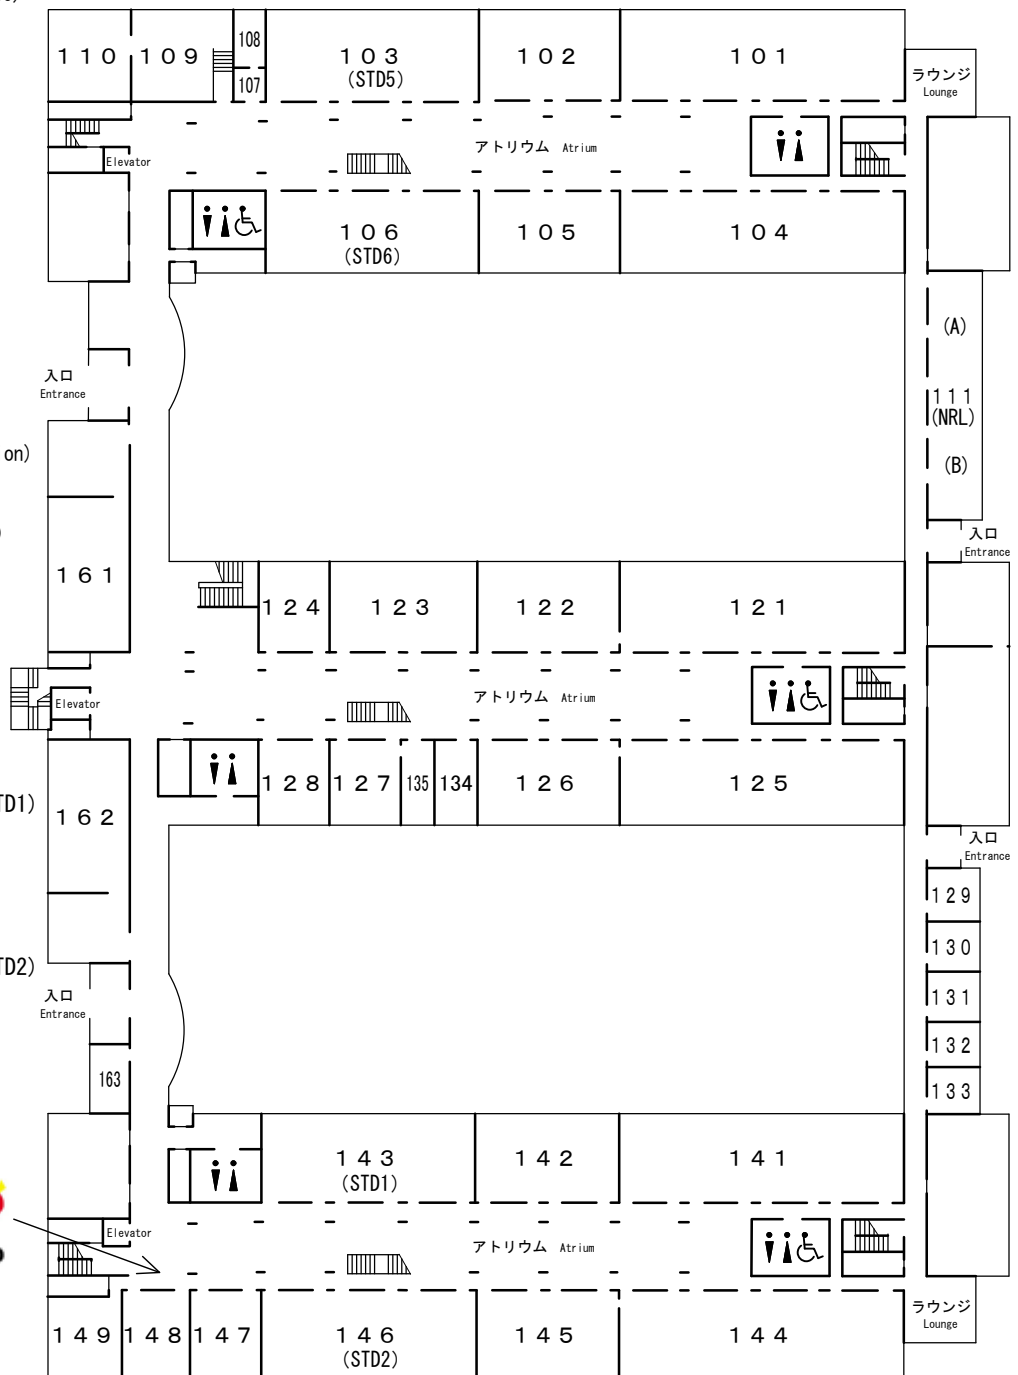 110
109
108
107
103
(STD5)
102
101
ラウンジ
Lounge
アトリウム Atrium
Elevator
106
(STD6)
105
104
(A)
111
(NRL)
(B)
入口
Entrance
on)
入口
Entrance
161
124
123
122
121
Elevator
アトリウム Atrium
128
127
135
134
126
125
162
TD1)
入口
Entrance
129
130
131
132
133
TD2)
入口
Entrance
163
143
(STD1)
142
141
Elevator
アトリウム Atrium
149
148
147
146
(STD2)
145
144
ラウンジ
Lounge